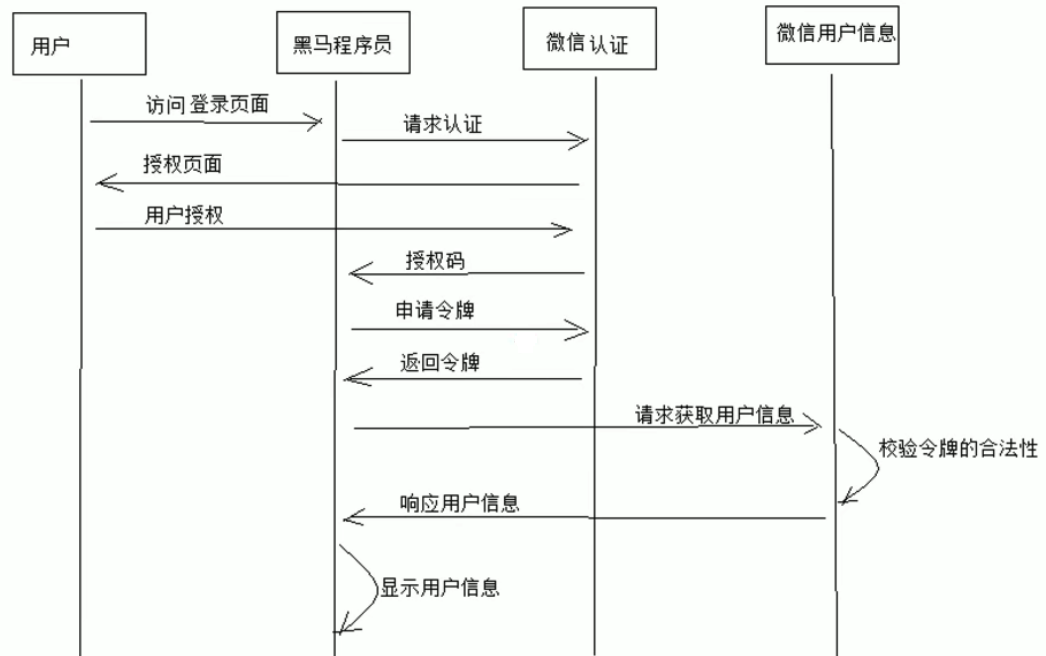 用户
黑马程序员
微信认证
微信用户信息
访问登录页面
请求认证
授权页面
用户授权
授权码
申请令牌
返回令牌
请求获取用户信息
校验令牌的合法性
响应用户信息
显示用户信息